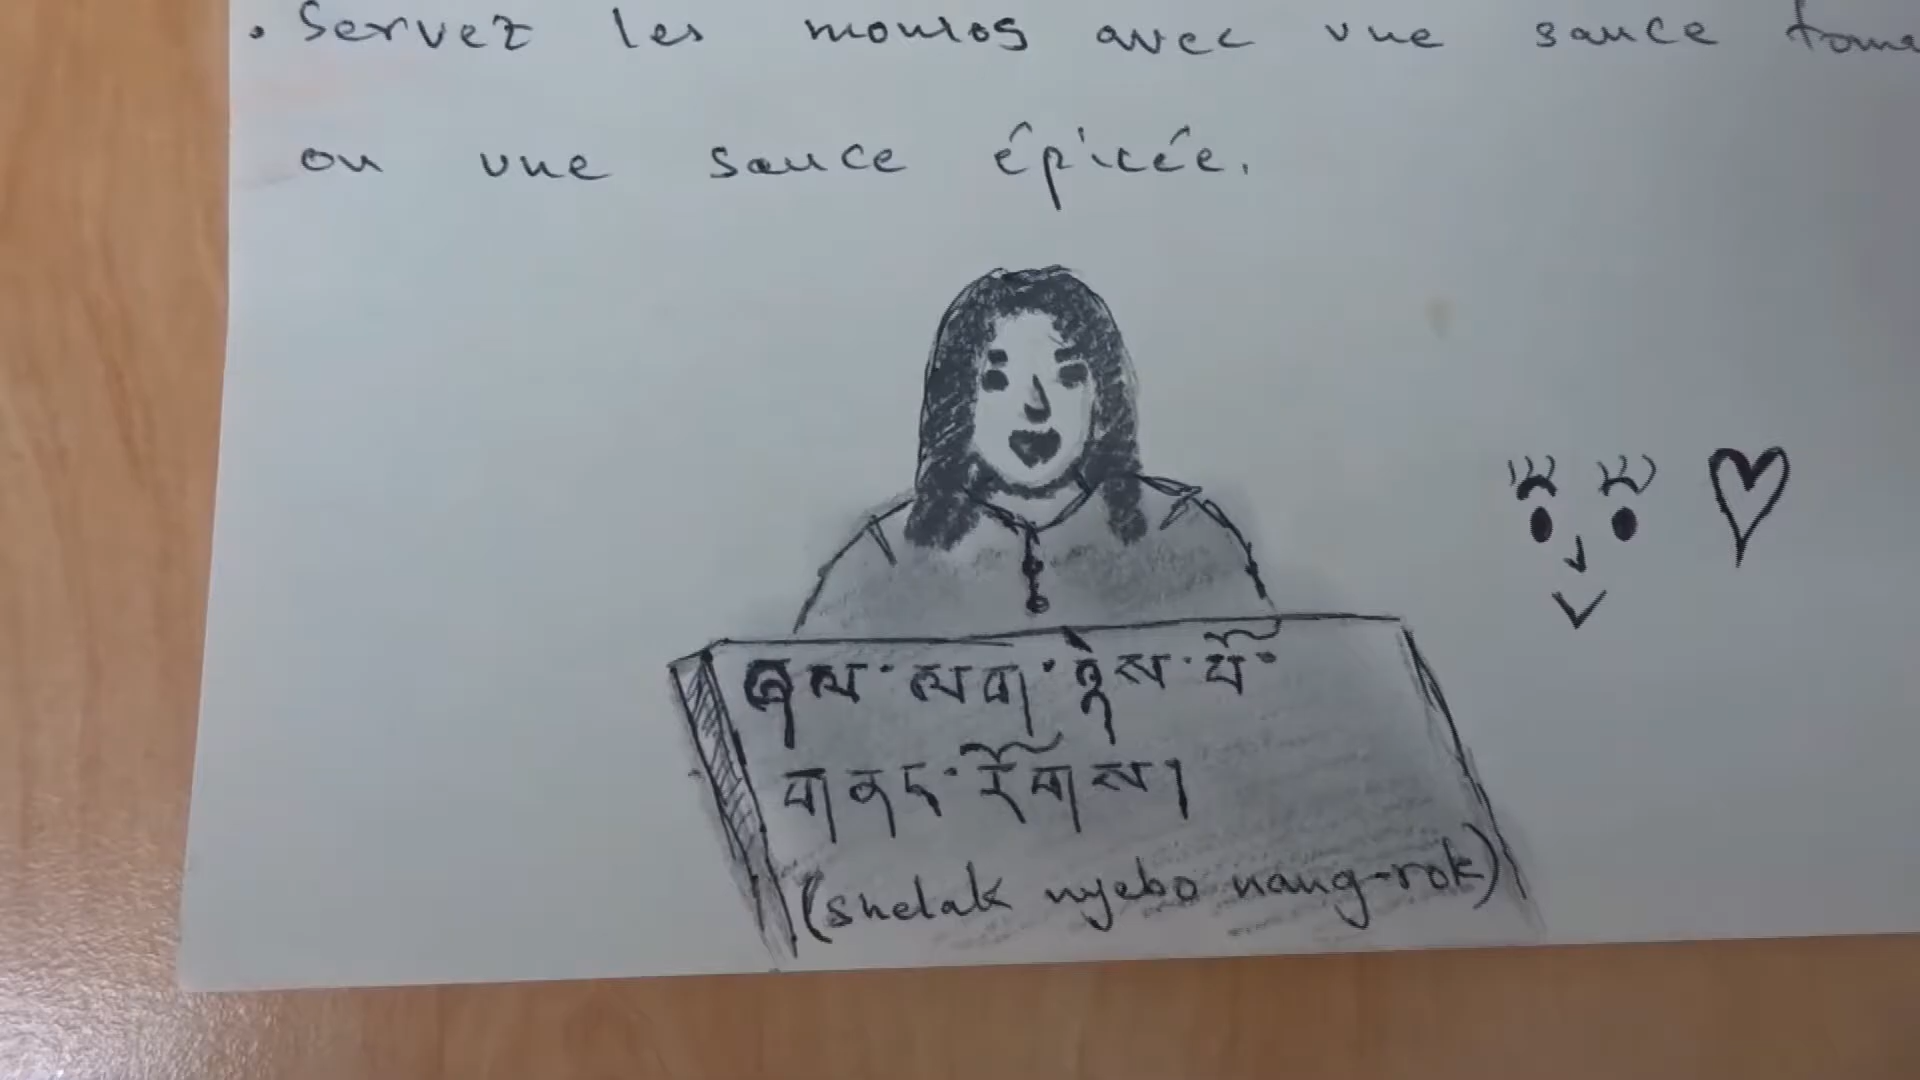 • Servez les momos avec une sauce
ou une sauce épicée.
ཞལ་ལག་ཉེས་པོ་
གནང་རོགས།
(shelak nyebo nang-rok)